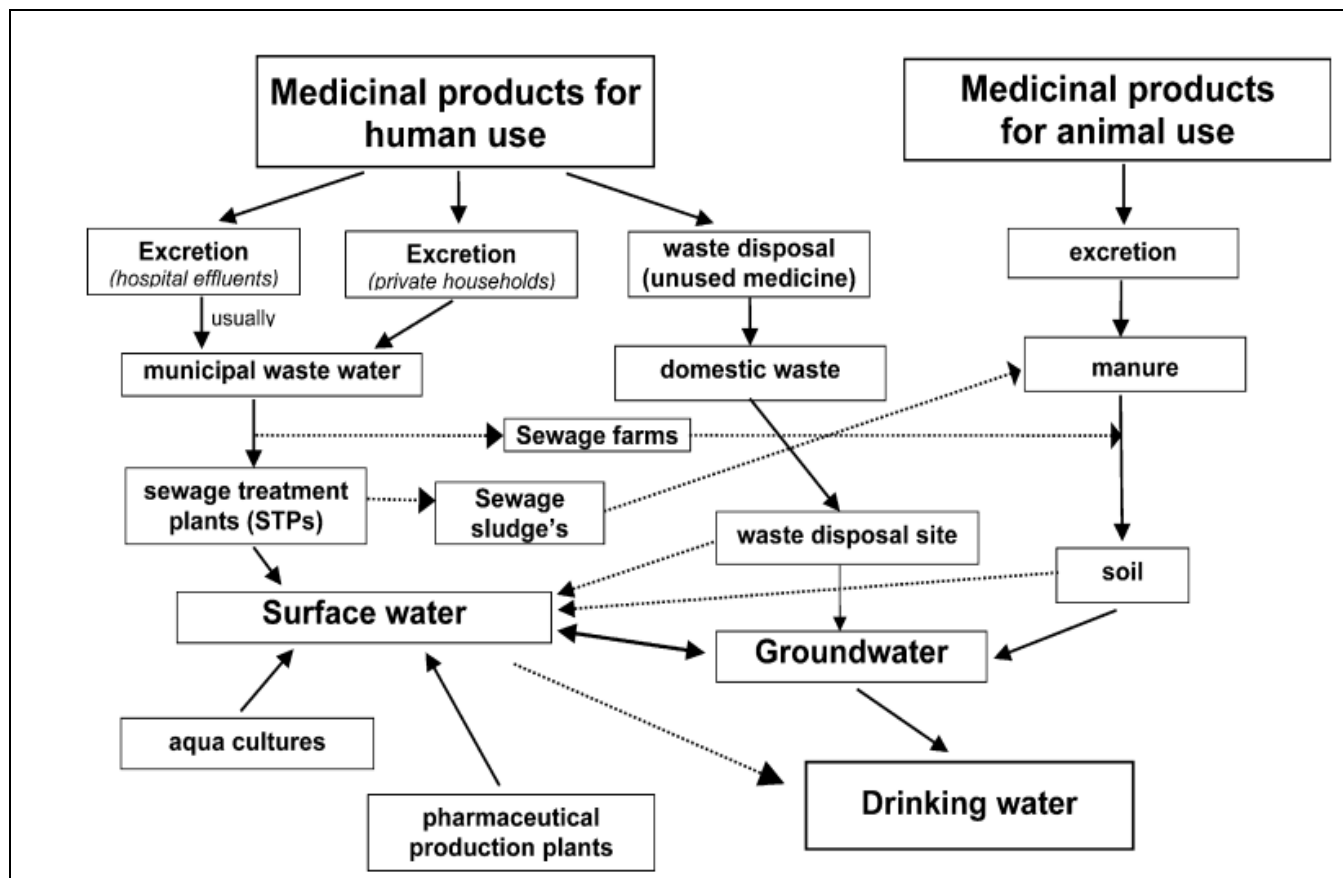 Medicinal products for
human use
Medicinal products
for animal use
Excretion
(hospital effluents)
Excretion
(private households)
waste disposal
(unused medicine)
excretion
usually
municipal waste water
domestic waste
manure
Sewage farms
sewage treatment
plants (STPs)
Sewage
sludge's
waste disposal site
soil
Surface water
Groundwater
aqua cultures
pharmaceutical
production plants
Drinking water